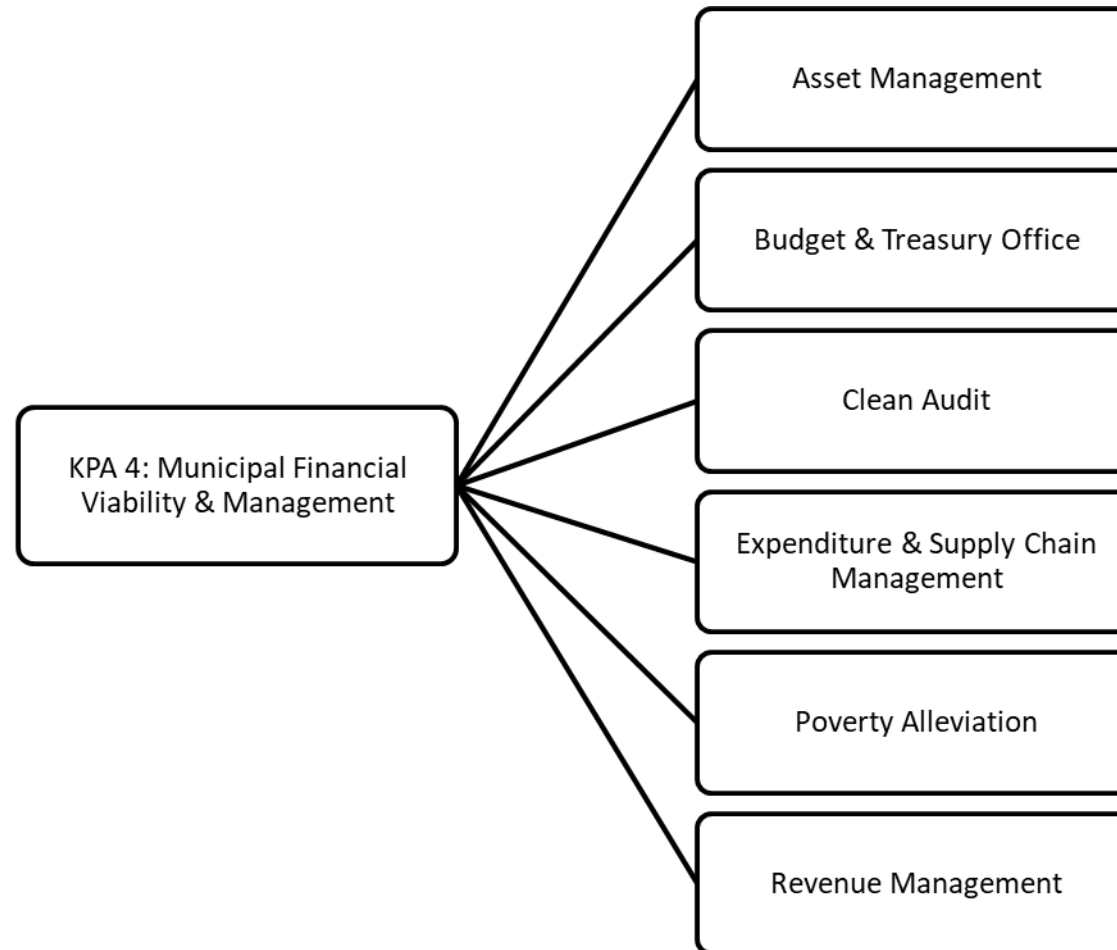 KPA 4: Municipal Financial
Viability & Management
Asset Management
Budget & Treasury Office
Clean Audit
Expenditure & Supply Chain
Management
Poverty Alleviation
Revenue Management